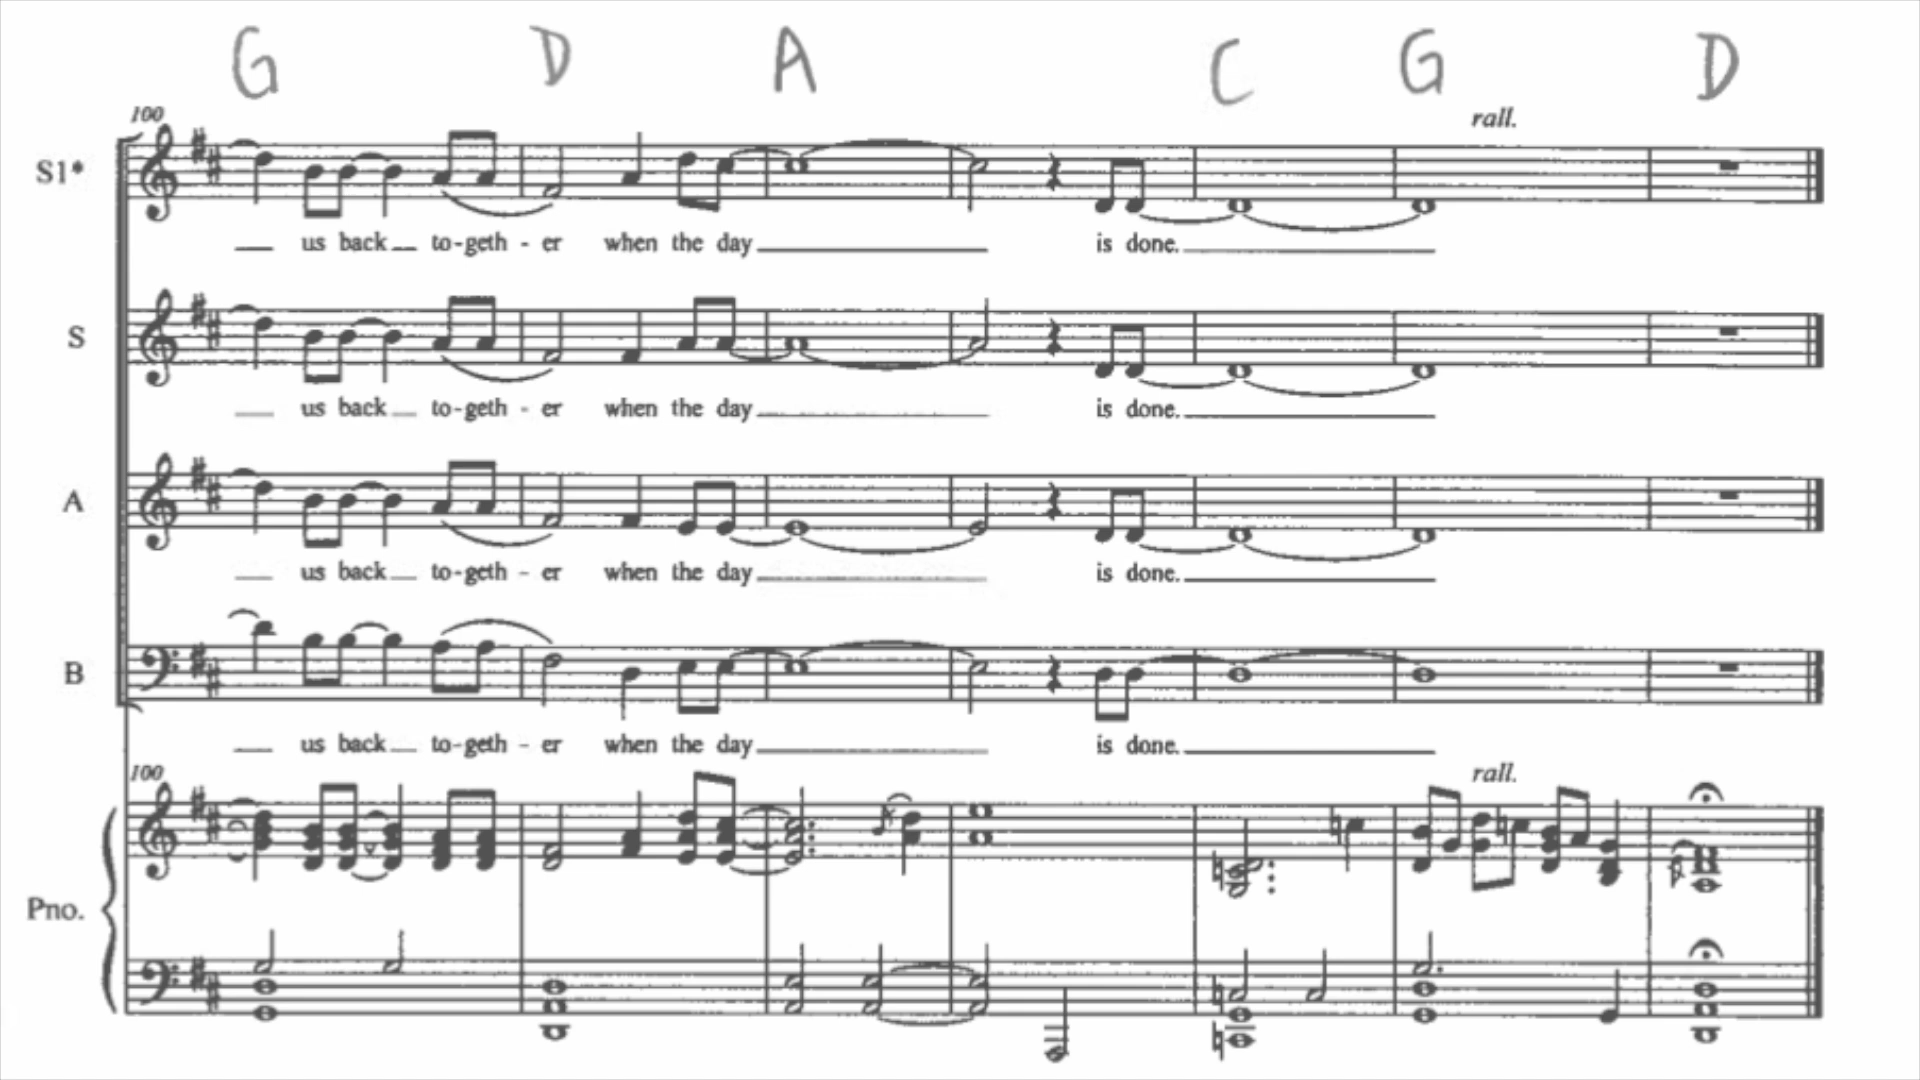 G D A C G D
100 rall.
S1*
us back to-geth - er when the day is done.
S
us back to-geth - er when the day is done.
A
us back to-geth - er when the day is done.
B
us back to-geth - er when the day is done.
100 rall.
Pno.